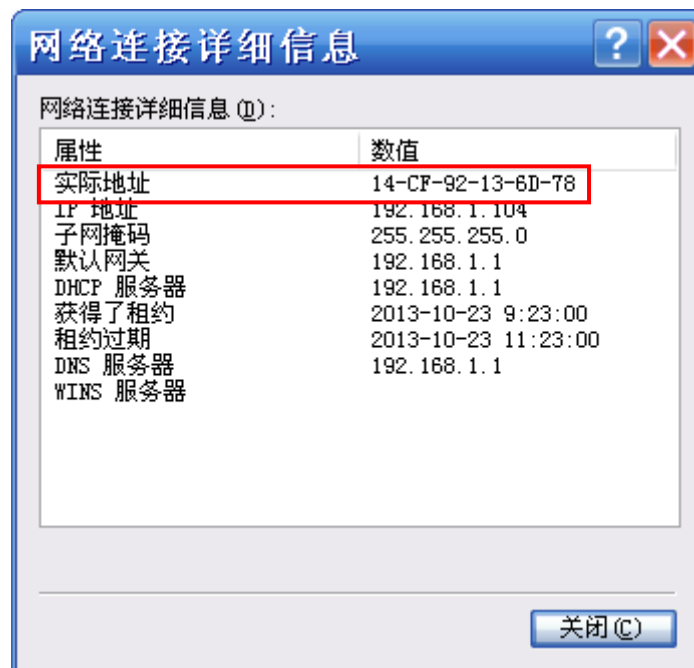 网络连接详细信息
网络连接详细信息(D):
属性 数值
实际地址 14-CF-92-13-6D-78
IP 地址 192.168.1.104
子网掩码 255.255.255.0
默认网关 192.168.1.1
DHCP 服务器 192.168.1.1
获得了租约 2013-10-23 9:23:00
租约过期 2013-10-23 11:23:00
DNS 服务器 192.168.1.1
WINS 服务器
关闭(C)